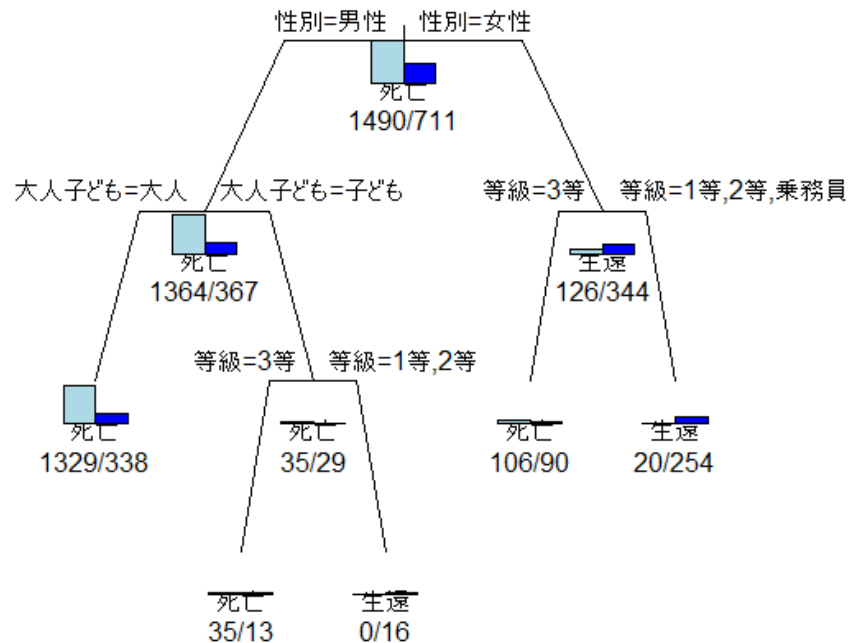 性別=男性 性別=女性
死亡
1490/711
大人子ども=大人 大人子ども=子ども 等級=3等 等級=1等,2等,乗務員
死亡 生還
1364/367 126/344
等級=3等 等級=1等,2等
死亡 死亡 死亡 生還
1329/338 35/29 106/90 20/254
死亡 生還
35/13 0/16